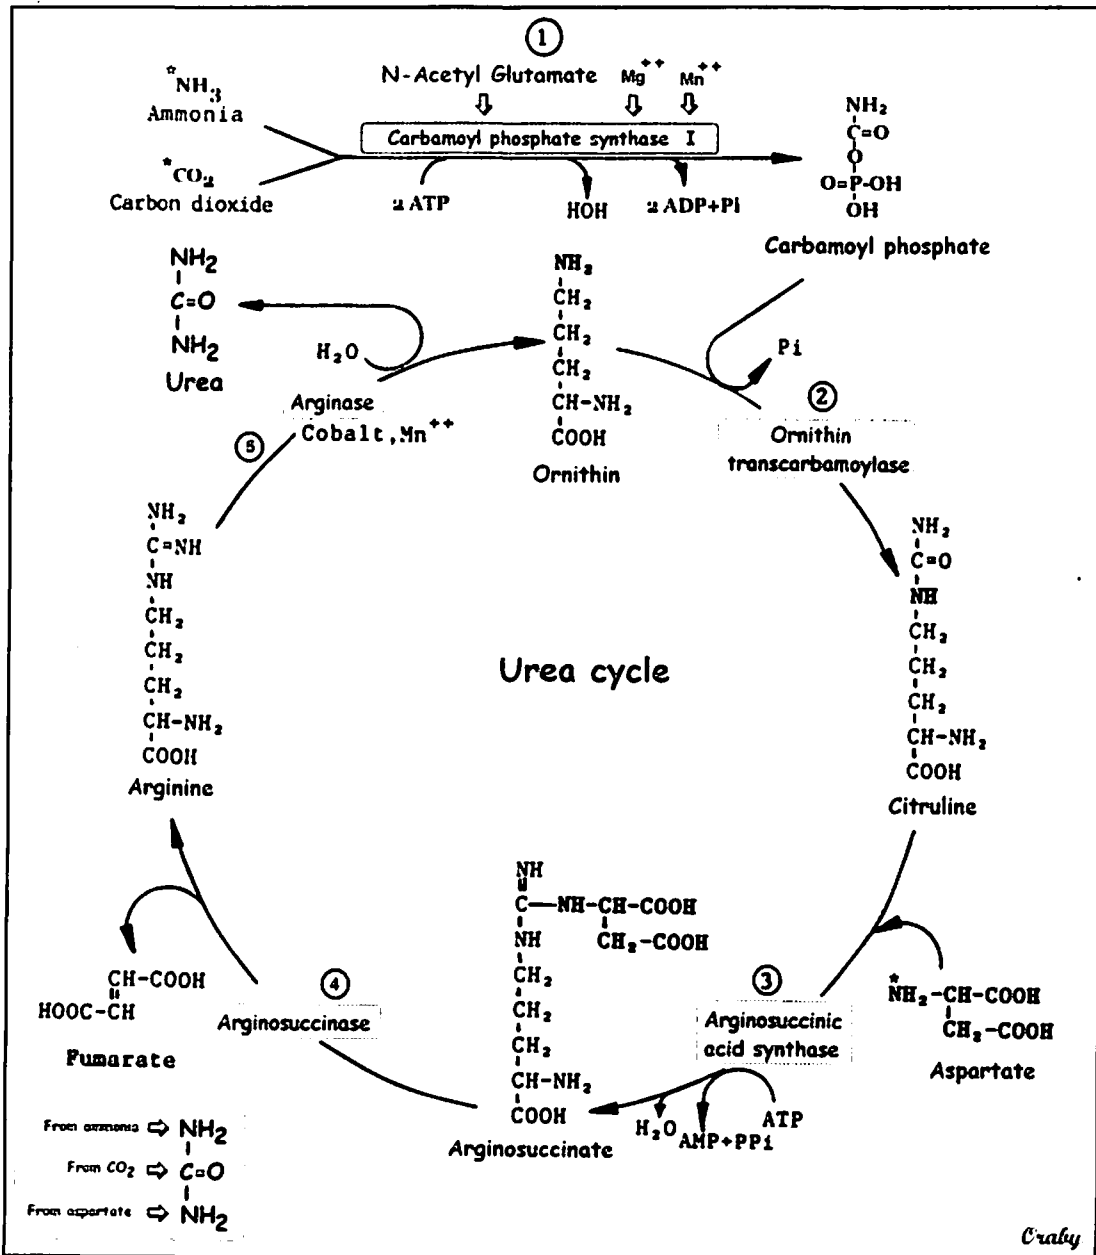 ①
N-Acetyl Glutamate Mg++ Mn++
*NH3
Ammonia
Carbamoyl phosphate synthase I
*CO2
Carbon dioxide
2 ATP
HOH
2 ADP+Pi
NH2
C=O
O
O=P-OH
OH
Carbamoyl phosphate
NH2
C=O
NH2
Urea
H2O
Arginase
Cobalt,Mn++
⑤
NH2
CH2
CH2
CH2
CH-NH2
COOH
Ornithin
Pi
②
Ornithin
transcarbamoylase
NH2
C=NH
NH
CH2
CH2
CH2
CH-NH2
COOH
Arginine
Urea cycle
NH2
C=O
NH
CH2
CH2
CH2
CH-NH2
COOH
Citruline
*NH2-CH-COOH
CH2-COOH
Aspartate
③
Arginosuccinic
acid synthase
ATP
AMP+PPi
H2O
NH
C-NH-CH-COOH
NH CH2-COOH
CH2
CH2
CH2
CH-NH2
COOH
Arginosuccinate
④
Arginosuccinase
CH-COOH
HOOC-CH
Fumarate
From ammonia ⇨ NH2
From CO2 ⇨ C=O
From aspartate ⇨ NH2
Craby